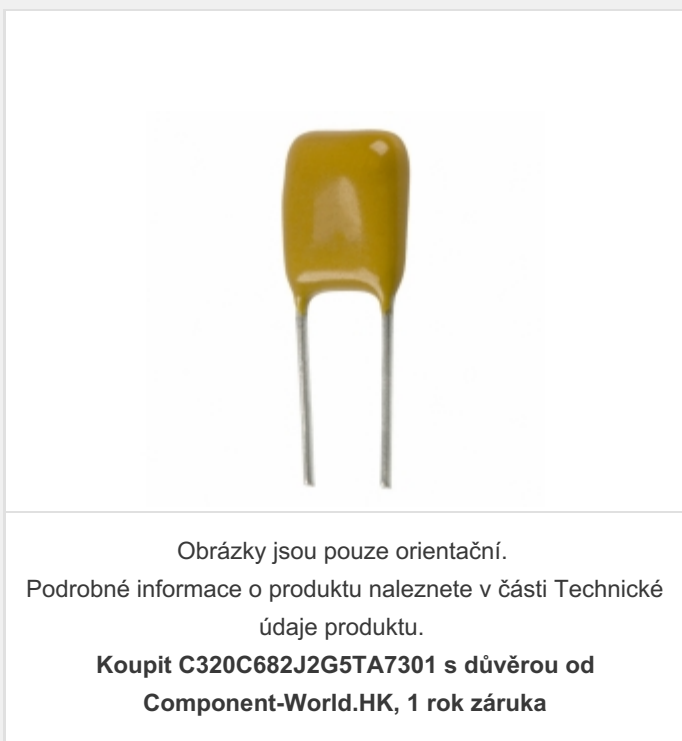 Obrázky jsou pouze orientační.
Podrobné informace o produktu naleznete v části Technické
údaje produktu.
Koupit C320C682J2G5TA7301 s důvěrou od
Component-World.HK, 1 rok záruka